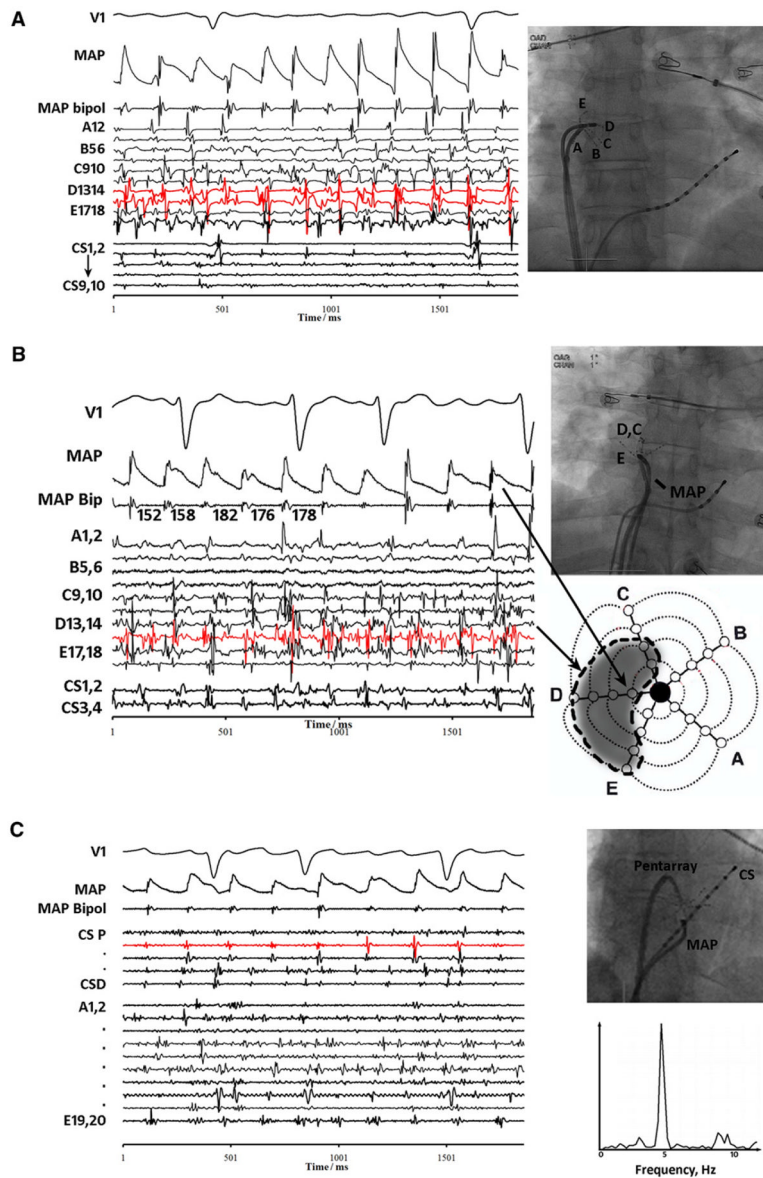 A
V1
MAP
MAP bipol
A12
B56
C910
D1314
E1718
CS1,2
CS9,10
1 501 1001 1501
Time/ ms
E
D
A
C
B
B
V1
MAP
MAP Bip
152 158 182 176 178
A1,2
B5,6
C9,10
D13,14
E17,18
CS1,2
CS3,4
1 501 1001 1501
Time/ ms
D,C
E
MAP
C
B
D
A
E
C
V1
MAP
MAP Bipol
CS P
CSD
A1,2
E19,20
1 501 1001 1501
Time/ ms
Pentarray
CS
MAP
0 5 10
Frequency, Hz